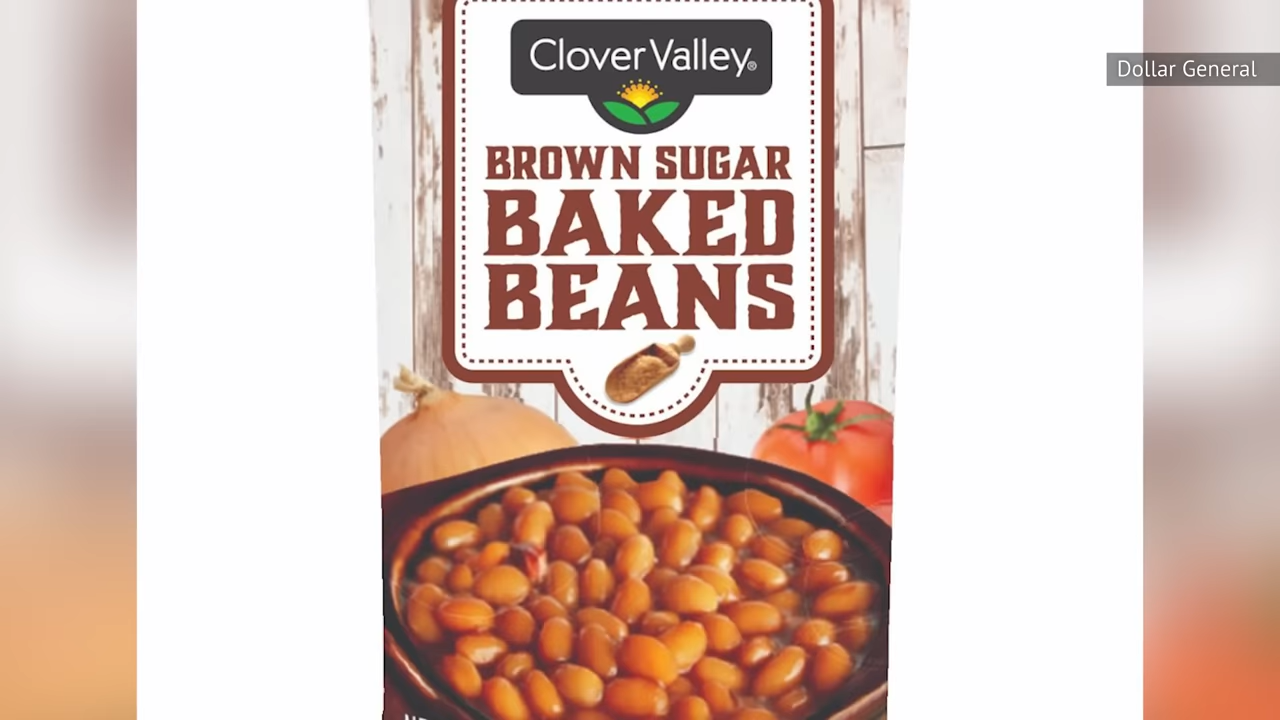 Clover Valley®
Dollar General
BROWN SUGAR
BAKED
BEANS